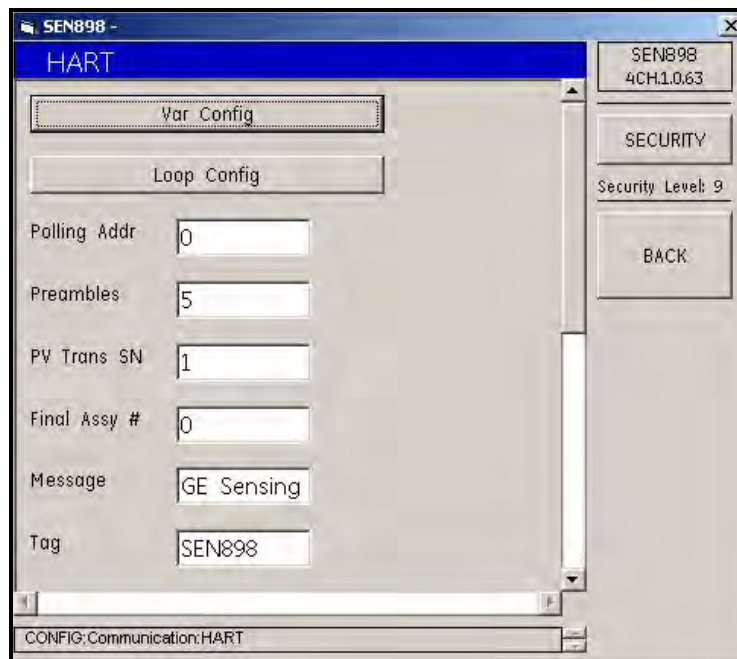 SEN898 -
HART
SEN898
4CH.1.0.63
Var Config
SECURITY
Loop Config
Security Level: 9
Polling Addr 0
BACK
Preambles 5
PV Trans SN 1
Final Assy # 0
Message GE Sensing
Tag SEN898
CONFIG:Communication:HART